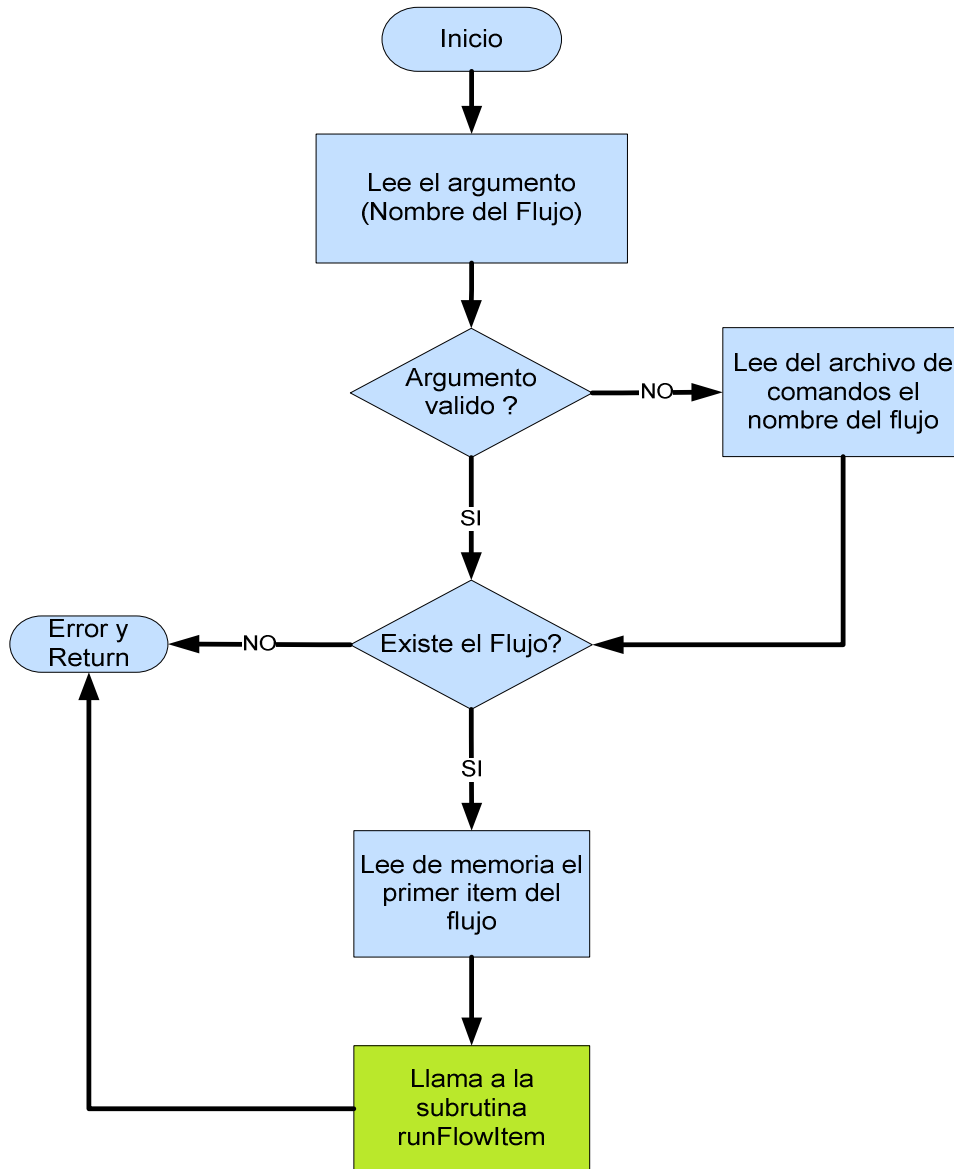 Inicio
Lee el argumento
(Nombre del Flujo)
Argumento
valido ?
NO
Lee del archivo de
comandos el
nombre del flujo
SI
Existe el Flujo?
NO
Error y
Return
SI
Lee de memoria el
primer item del
flujo
Llama a la
subrutina
runFlowItem